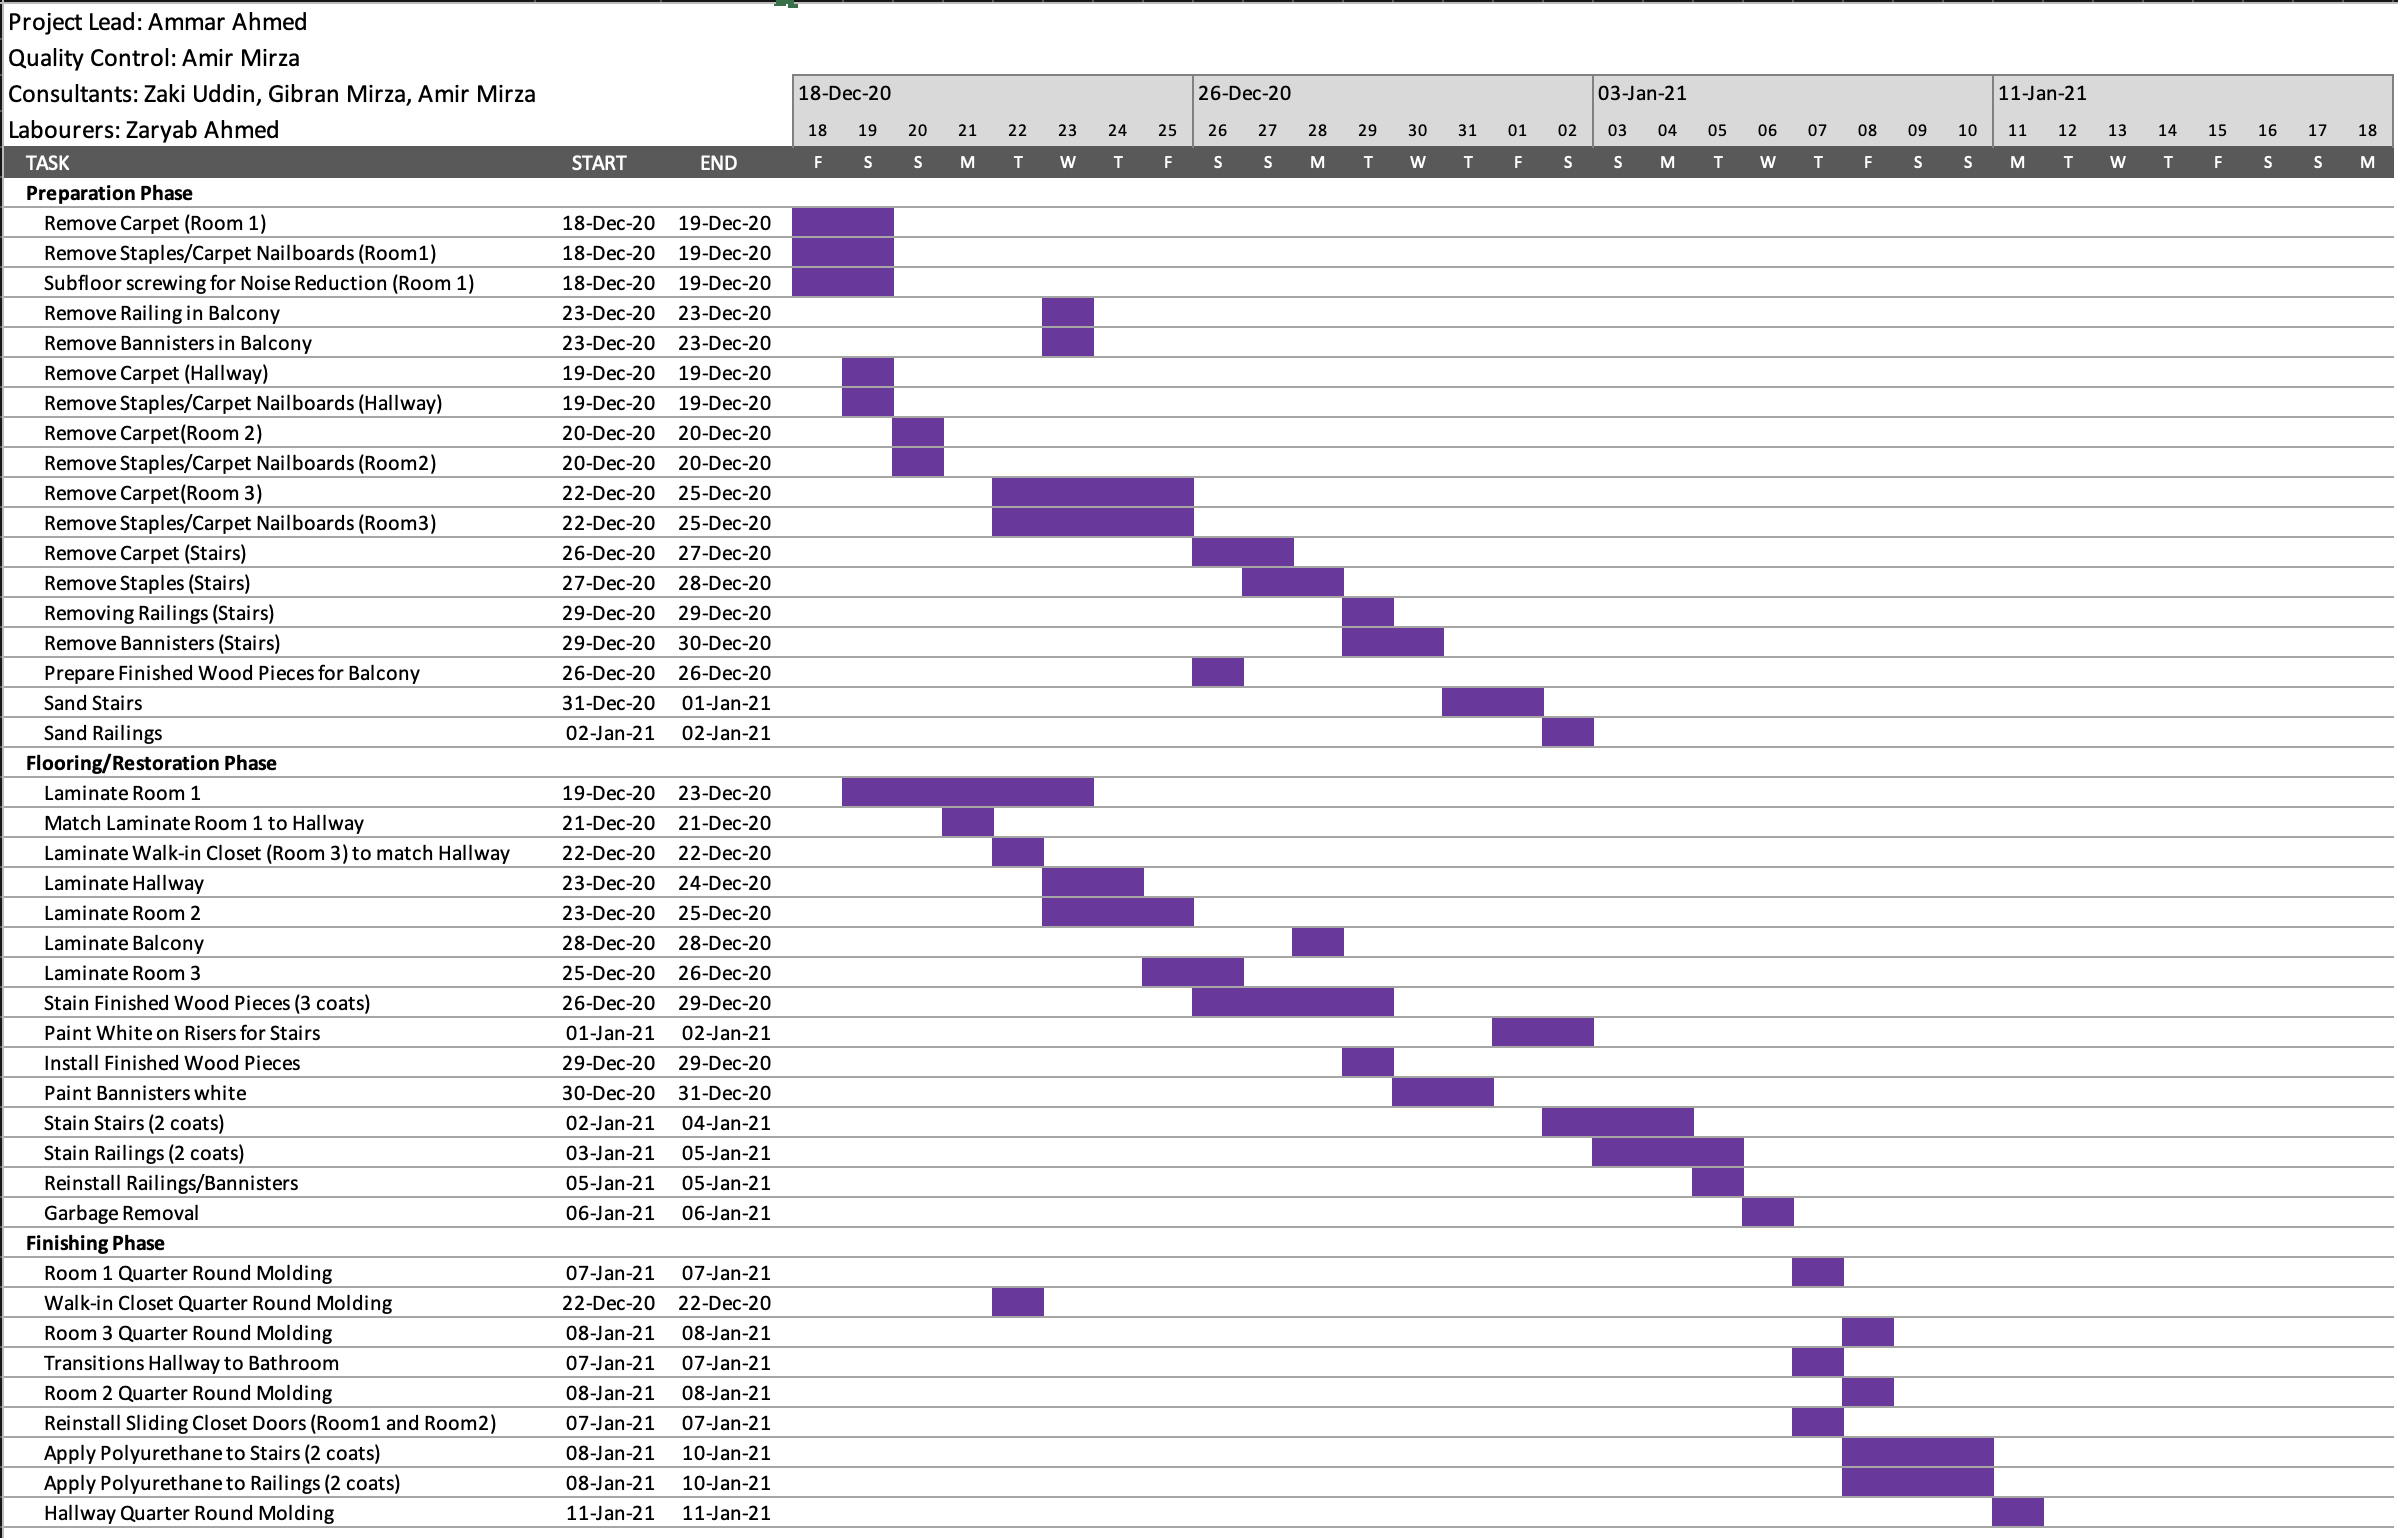 Project Lead: Ammar Ahmed
Quality Control: Amir Mirza
Consultants: Zaki Uddin, Gibran Mirza, Amir Mirza 18-Dec-20 26-Dec-20 03-Jan-21 11-Jan-21
Labourers: Zaryab Ahmed 18 19 20 21 22 23 24 25 26 27 28 29 30 31 01 02 03 04 05 06 07 08 09 10 11 12 13 14 15 16 17 18
TASK START END F S S M T W T F S S M T W T F S S M T W T F S S M T W T F S S M
Preparation Phase
Remove Carpet (Room 1) 18-Dec-20 19-Dec-20
Remove Staples/Carpet Nailboards (Room1) 18-Dec-20 19-Dec-20
Subfloor screwing for Noise Reduction (Room 1) 18-Dec-20 19-Dec-20
Remove Railing in Balcony 23-Dec-20 23-Dec-20
Remove Bannisters in Balcony 23-Dec-20 23-Dec-20
Remove Carpet (Hallway) 19-Dec-20 19-Dec-20
Remove Staples/Carpet Nailboards (Hallway) 19-Dec-20 19-Dec-20
Remove Carpet(Room 2) 20-Dec-20 20-Dec-20
Remove Staples/Carpet Nailboards (Room2) 20-Dec-20 20-Dec-20
Remove Carpet(Room 3) 22-Dec-20 25-Dec-20
Remove Staples/Carpet Nailboards (Room3) 22-Dec-20 25-Dec-20
Remove Carpet (Stairs) 26-Dec-20 27-Dec-20
Remove Staples (Stairs) 27-Dec-20 28-Dec-20
Removing Railings (Stairs) 29-Dec-20 29-Dec-20
Remove Bannisters (Stairs) 29-Dec-20 30-Dec-20
Prepare Finished Wood Pieces for Balcony 26-Dec-20 26-Dec-20
Sand Stairs 31-Dec-20 01-Jan-21
Sand Railings 02-Jan-21 02-Jan-21
Flooring/Restoration Phase
Laminate Room 1 19-Dec-20 23-Dec-20
Match Laminate Room 1 to Hallway 21-Dec-20 21-Dec-20
Laminate Walk-in Closet (Room 3) to match Hallway 22-Dec-20 22-Dec-20
Laminate Hallway 23-Dec-20 24-Dec-20
Laminate Room 2 23-Dec-20 25-Dec-20
Laminate Balcony 28-Dec-20 28-Dec-20
Laminate Room 3 25-Dec-20 26-Dec-20
Stain Finished Wood Pieces (3 coats) 26-Dec-20 29-Dec-20
Paint White on Risers for Stairs 01-Jan-21 02-Jan-21
Install Finished Wood Pieces 29-Dec-20 29-Dec-20
Paint Bannisters white 30-Dec-20 31-Dec-20
Stain Stairs (2 coats) 02-Jan-21 04-Jan-21
Stain Railings (2 coats) 03-Jan-21 05-Jan-21
Reinstall Railings/Bannisters 05-Jan-21 05-Jan-21
Garbage Removal 06-Jan-21 06-Jan-21
Finishing Phase
Room 1 Quarter Round Molding 07-Jan-21 07-Jan-21
Walk-in Closet Quarter Round Molding 22-Dec-20 22-Dec-20
Room 3 Quarter Round Molding 08-Jan-21 08-Jan-21
Transitions Hallway to Bathroom 07-Jan-21 07-Jan-21
Room 2 Quarter Round Molding 08-Jan-21 08-Jan-21
Reinstall Sliding Closet Doors (Room1 and Room2) 07-Jan-21 07-Jan-21
Apply Polyurethane to Stairs (2 coats) 08-Jan-21 10-Jan-21
Apply Polyurethane to Railings (2 coats) 08-Jan-21 10-Jan-21
Hallway Quarter Round Molding 11-Jan-21 11-Jan-21